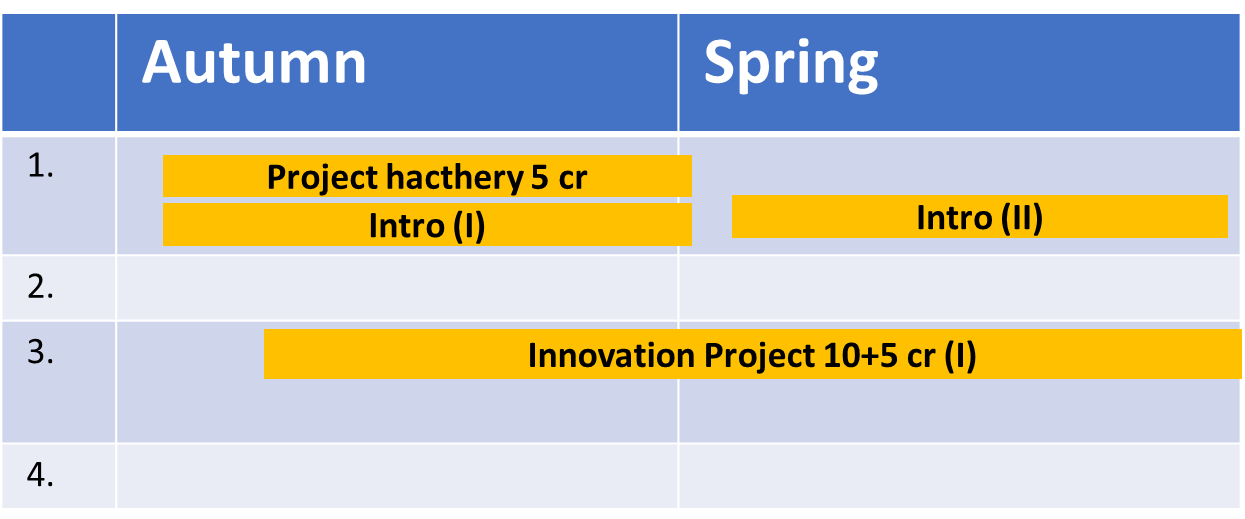 Autumn Spring
1.
Project hacthery 5 cr
Intro (I)
Intro (II)
2.
3.
Innovation Project 10+5 cr (I)
4.